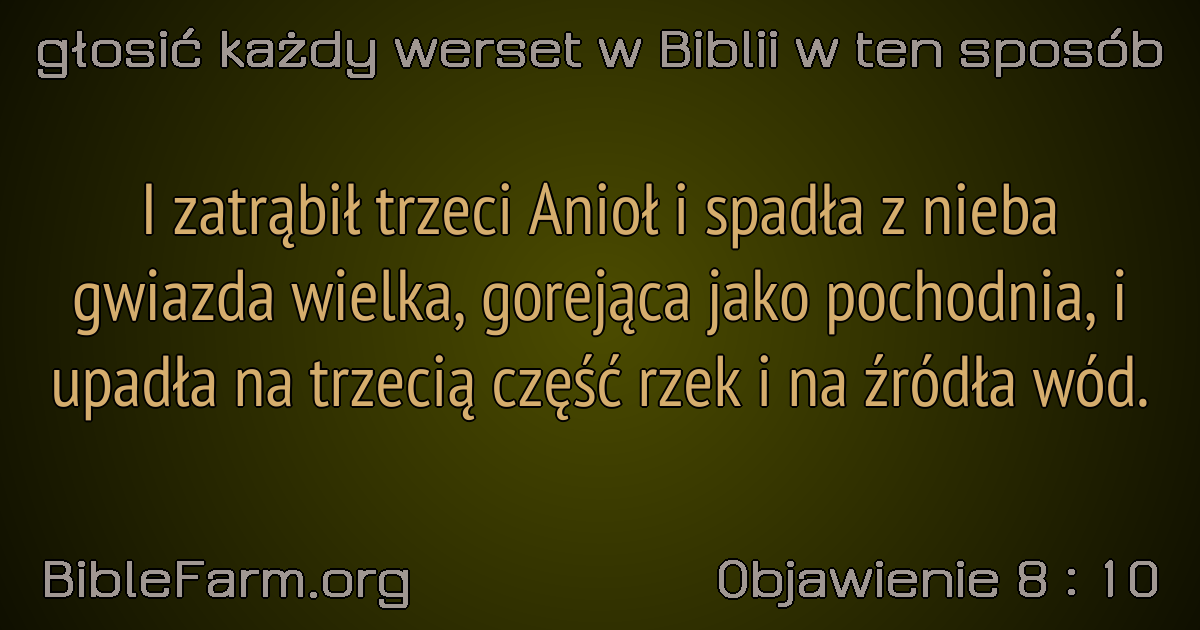 głosić każdy werset w Biblii w ten sposób
I zatrąbił trzeci Anioł i spadła z nieba
gwiazda wielka, gorejąca jako pochodnia, i
upadła na trzecią część rzek i na źródła wód.
BibleFarm.org
Objawienie 8 : 10